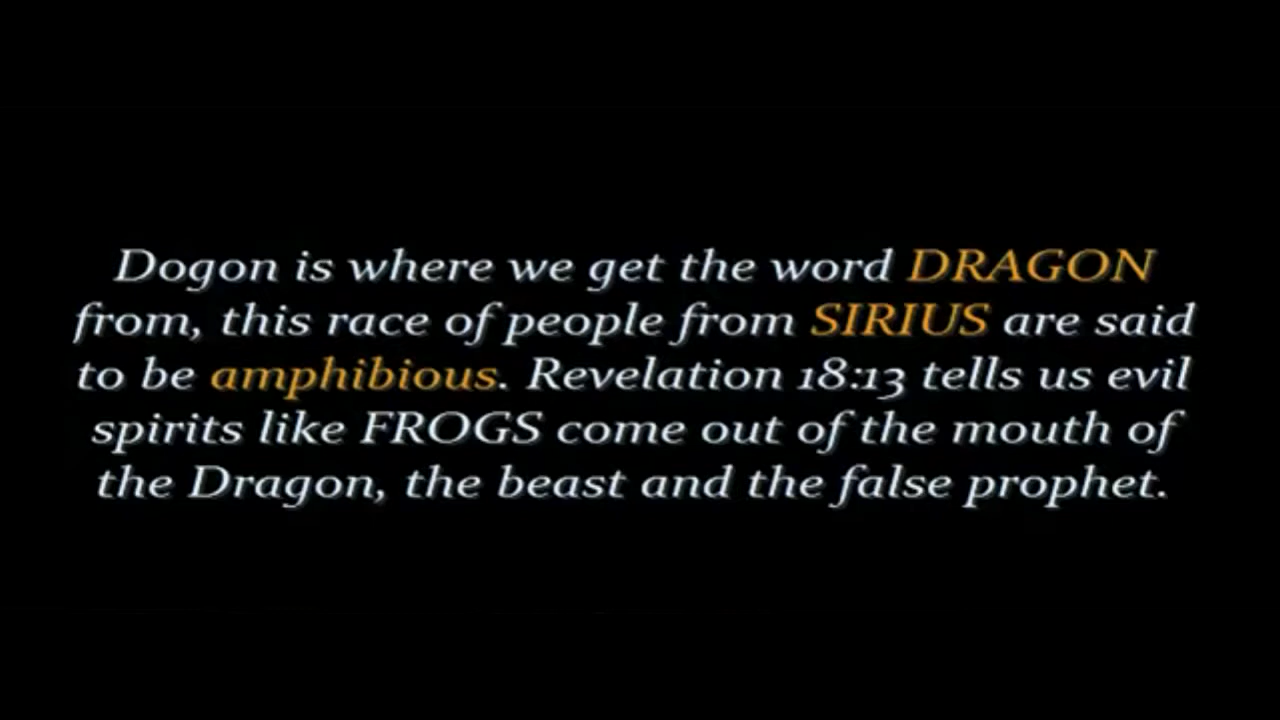 Dogon is where we get the word DRAGON
from, this race of people from SIRIUS are said
to be amphibious. Revelation 18:13 tells us evil
spirits like FROGS come out of the mouth of
the Dragon, the beast and the false prophet.